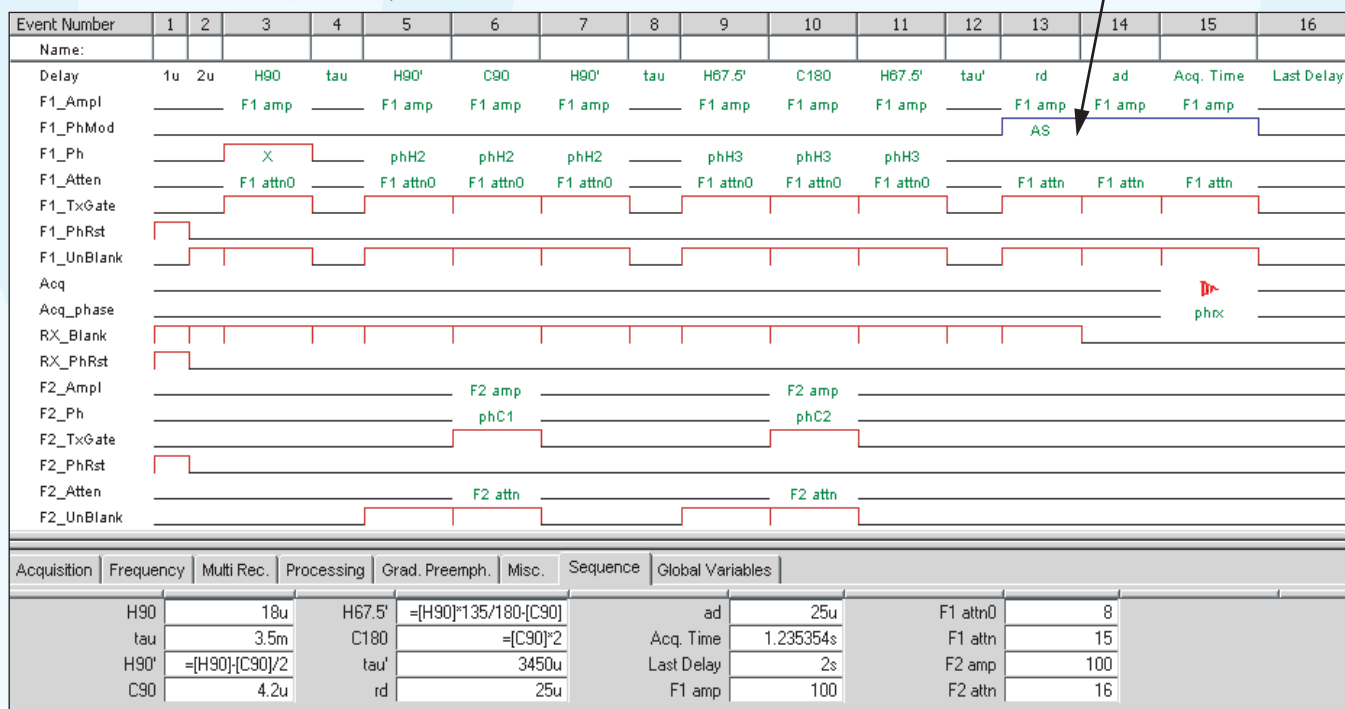 Event Number 1 2 3 4 5 6 7 8 9 10 11 12 13 14 15 16
Name:
Delay 1u 2u H90 tau H90' C90 H90' tau H67.5' C180 H67.5' tau' rd ad Acq. Time Last Delay
F1_Ampl F1 amp F1 amp F1 amp F1 amp F1 amp F1 amp F1 amp F1 amp F1 amp F1 amp
F1_PhMod AS
F1_Ph X phH2 phH2 phH2 phH3 phH3 phH3
F1_Atten F1 attn0 F1 attn0 F1 attn0 F1 attn0 F1 attn0 F1 attn0 F1 attn0 F1 attn F1 attn F1 attn
F1_TxGate
F1_PhRst
F1_UnBlank
Acq
Acq_phase phrx
RX_Blank
RX_PhRst
F2_Ampl F2 amp F2 amp
F2_Ph phC1 phC2
F2_TxGate
F2_PhRst
F2_Atten F2 attn F2 attn
F2_UnBlank
Acquisition Frequency Multi Rec. Processing Grad. Preemph. Misc. Sequence Global Variables
H90 18u H67.5' =[H90]*135/180-[C90] ad 25u F1 attn0 8
tau 3.5m C180 =[C90]*2 Acq. Time 1.235354s F1 attn 15
H90' =[H90]-[C90]/2 tau' 3450u Last Delay 2s F2 amp 100
C90 4.2u rd 25u F1 amp 100 F2 attn 16